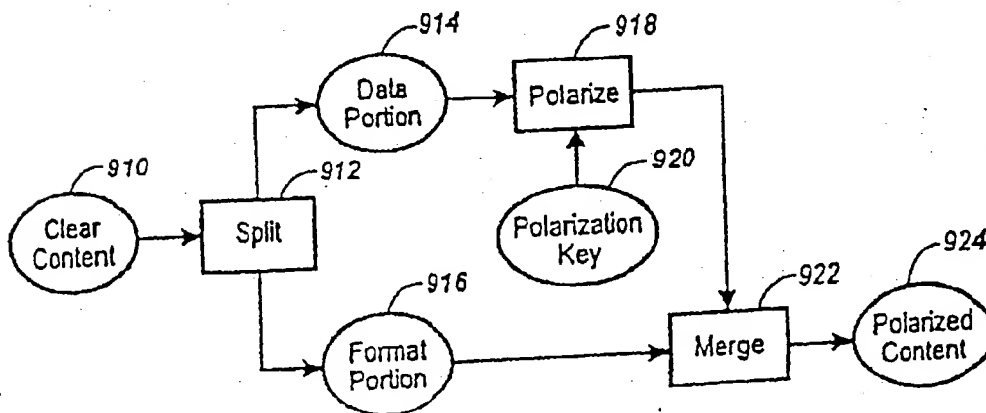 914
918
Data
Portion
Polarize
910
912
920
Clear
Content
Split
Polarization
Key
924
916
922
Format
Portion
Merge
Polarized
Content